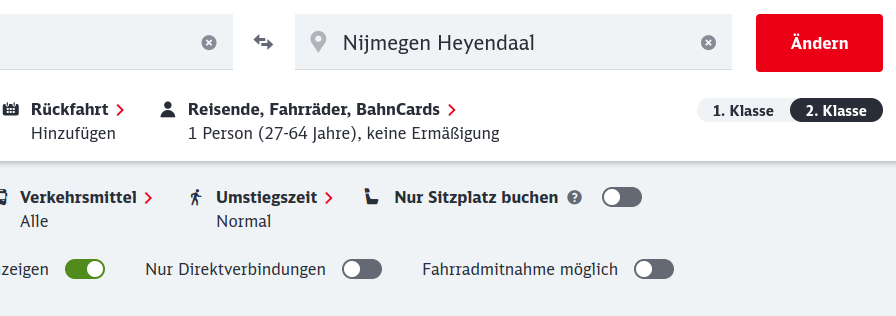 Nijmegen Heyendaal
Ändern
Rückfahrt
Reisende, Fahrräder, BahnCards
Hinzufügen
1 Person (27-64 Jahre), keine Ermäßigung
1. Klasse
2. Klasse
Verkehrsmittel
Umstiegszeit
Nur Sitzplatz buchen ?
Alle
Normal
zeigen
Nur Direktverbindungen
Fahrradmitnahme möglich